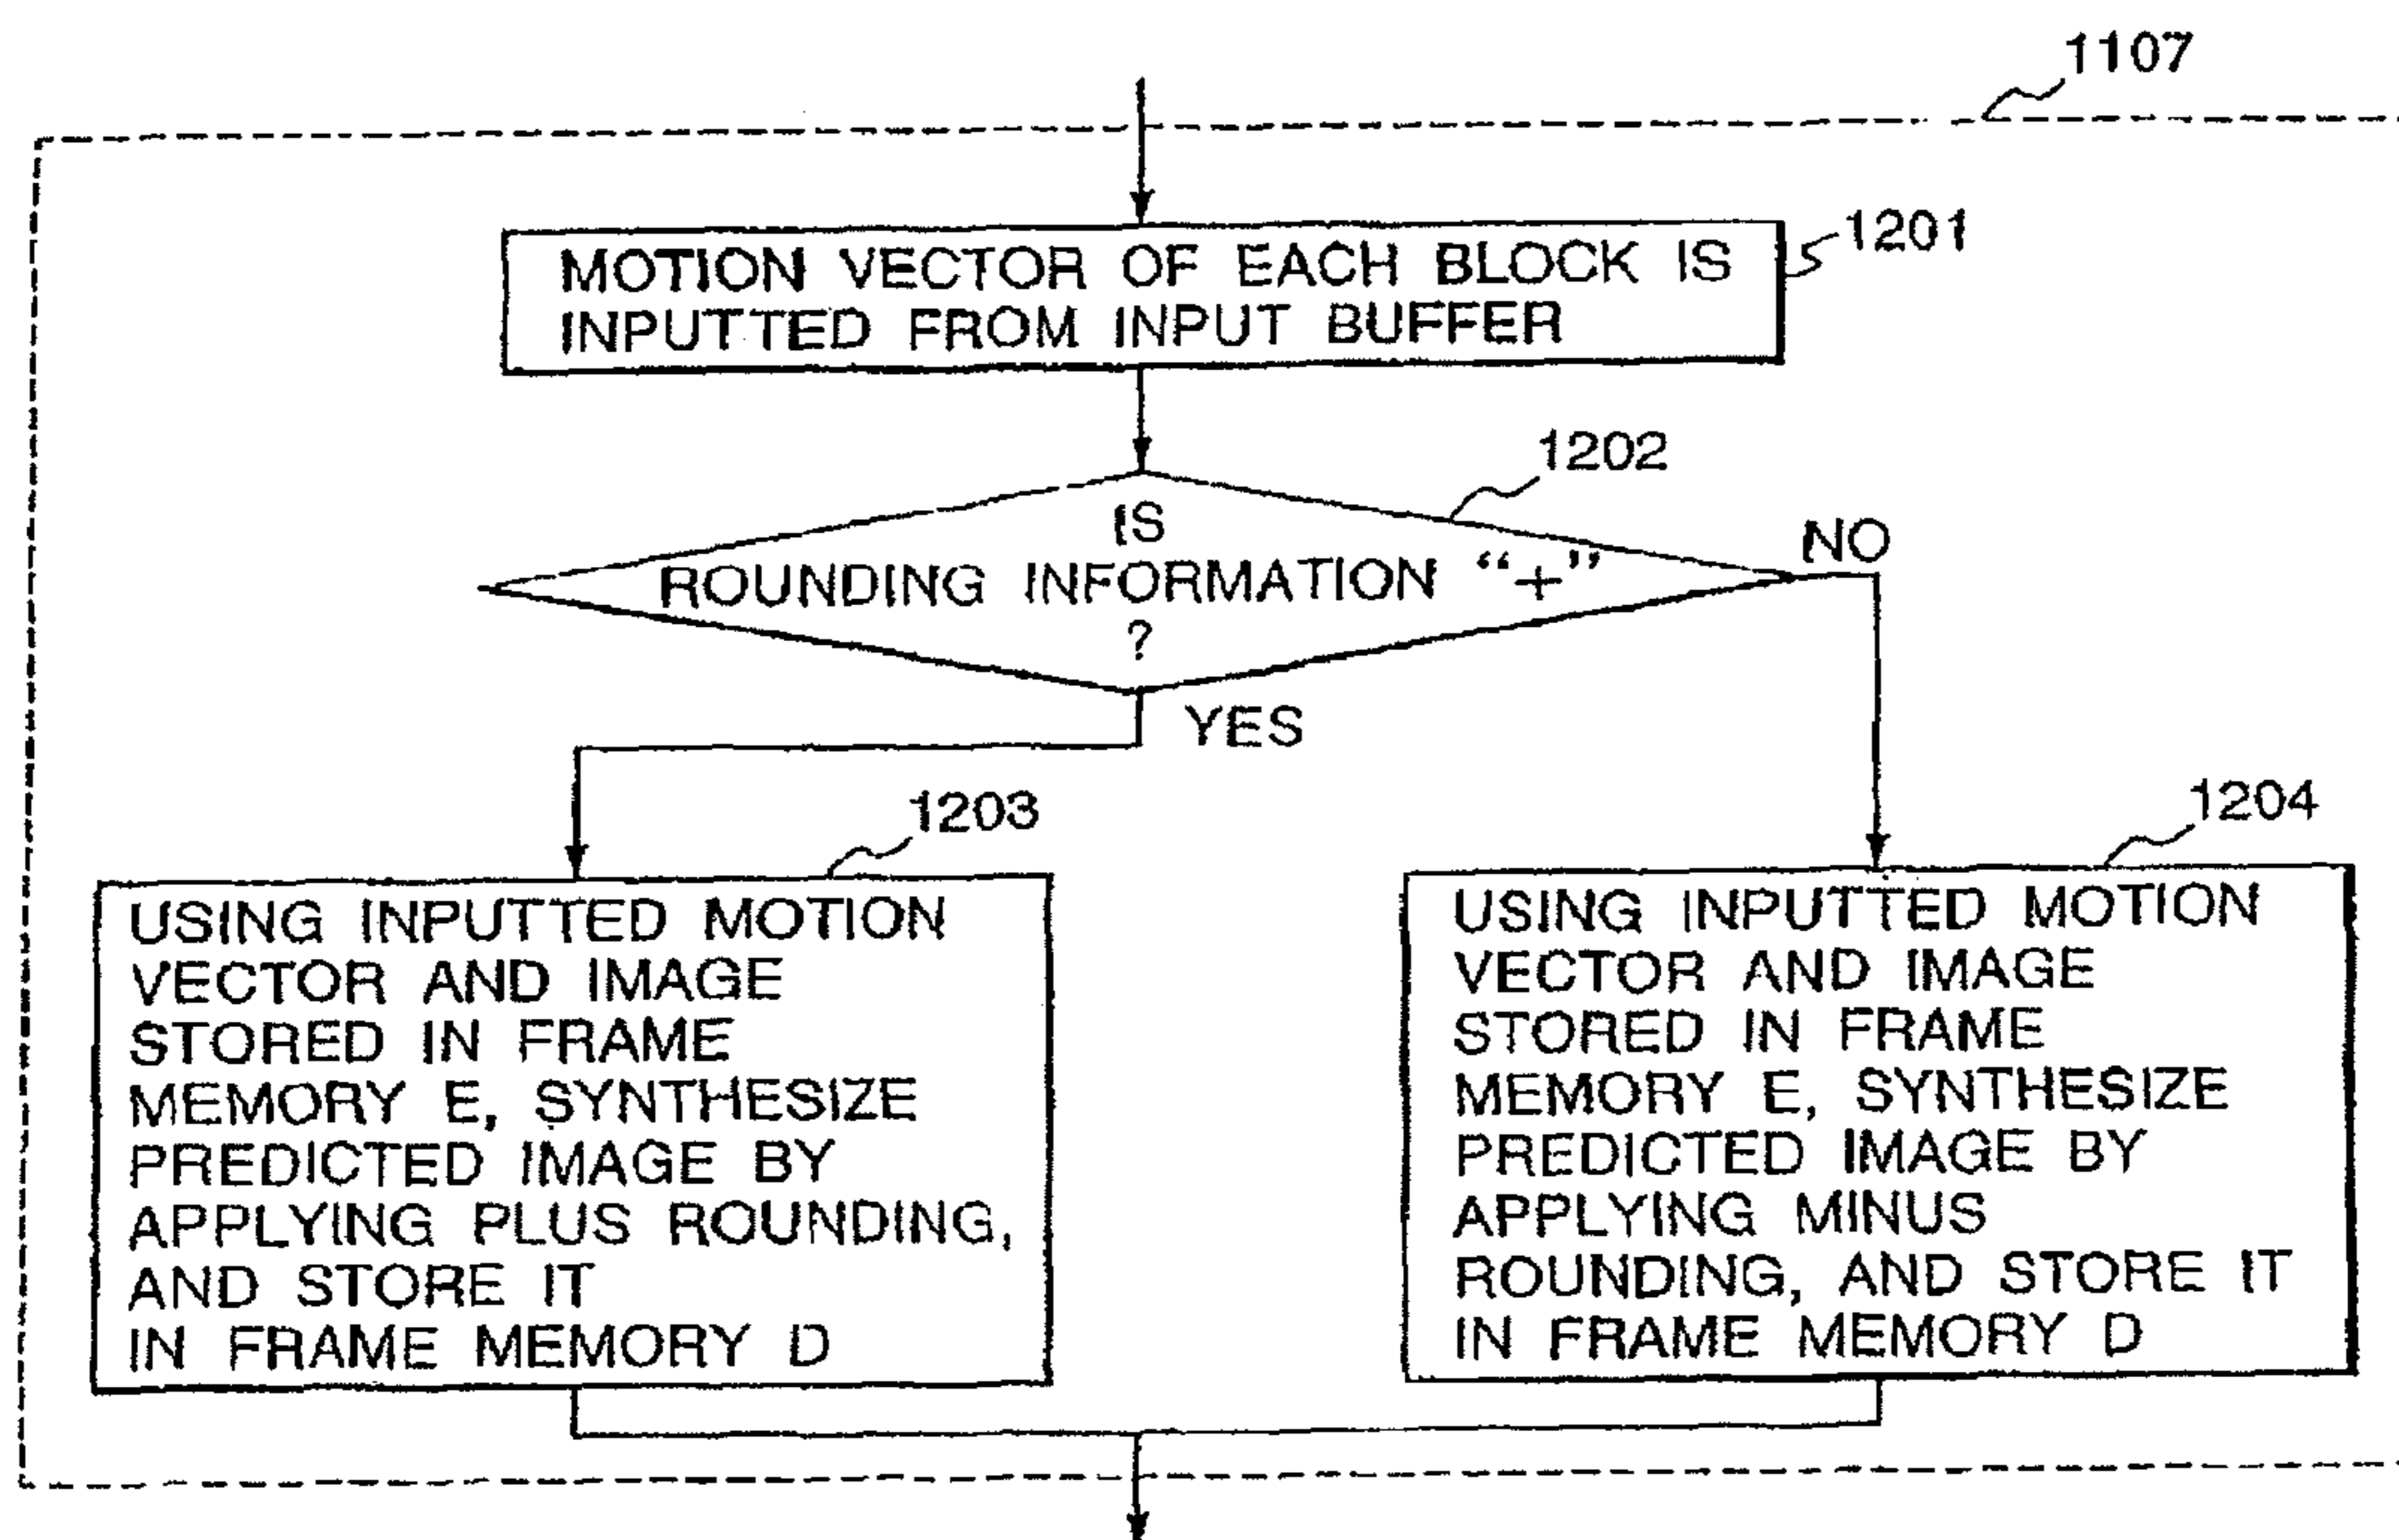 1107
MOTION VECTOR OF EACH BLOCK IS
INPUTTED FROM INPUT BUFFER
1201
1202
IS
ROUNDING INFORMATION “+”
?
NO
YES
1203
USING INPUTTED MOTION
VECTOR AND IMAGE
STORED IN FRAME
MEMORY E, SYNTHESIZE
PREDICTED IMAGE BY
APPLYING PLUS ROUNDING,
AND STORE IT
IN FRAME MEMORY D
1204
USING INPUTTED MOTION
VECTOR AND IMAGE
STORED IN FRAME
MEMORY E, SYNTHESIZE
PREDICTED IMAGE BY
APPLYING MINUS
ROUNDING, AND STORE IT
IN FRAME MEMORY D